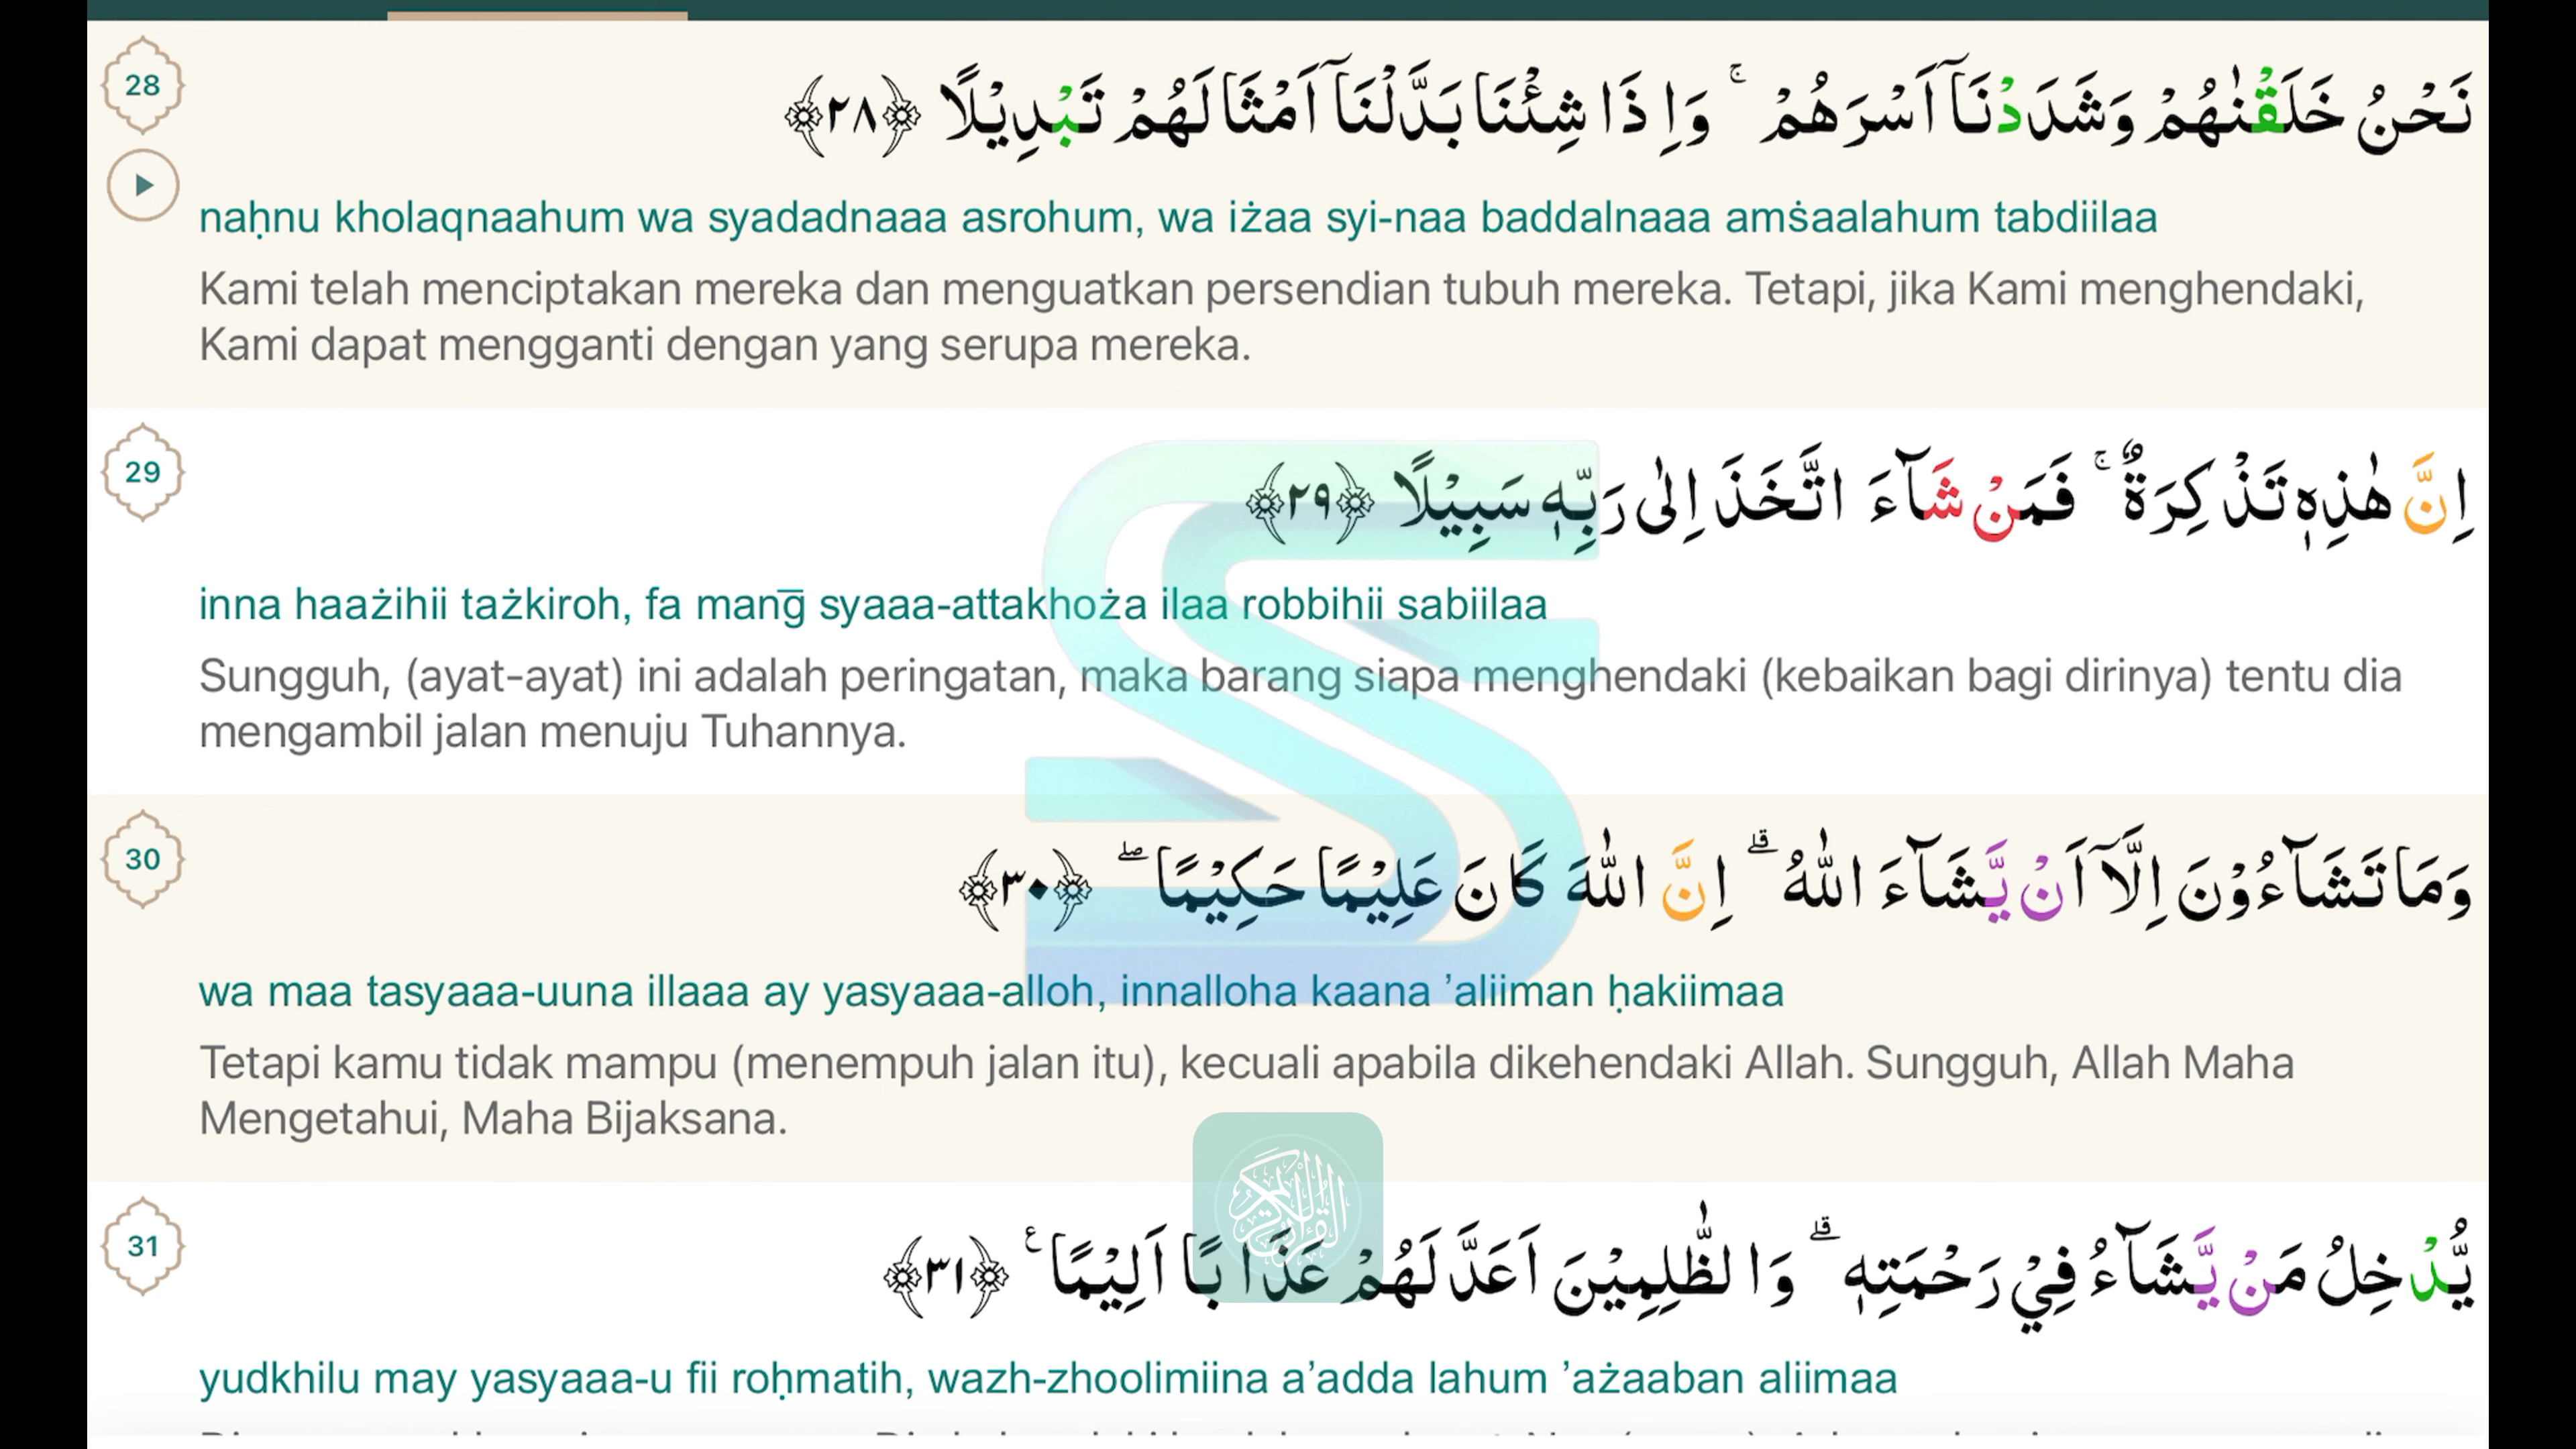 28
نَحْنُ خَلَقْنٰهُمْ وَشَدَدْنَآ اَسْرَهُمْ ۚ وَاِذَا شِئْنَا بَدَّلْنَآ اَمْثَالَهُمْ تَبْدِيْلًا ﴿٢٨﴾
naḥnu kholaqnaahum wa syadadnaaa asrohum, wa iżaa syi-naa baddalnaaa amṡaalahum tabdiilaa
Kami telah menciptakan mereka dan menguatkan persendian tubuh mereka. Tetapi, jika Kami menghendaki,
Kami dapat mengganti dengan yang serupa mereka.
29
اِنَّ هٰذِهٖ تَذْكِرَةٌ ۚ فَمَنْ شَآءَ اتَّخَذَ اِلٰى رَبِّهٖ سَبِيْلًا ﴿٢٩﴾
inna haażihii tażkiroh, fa man͞g syaaa-attakhoża ilaa robbihii sabiilaa
Sungguh, (ayat-ayat) ini adalah peringatan, maka barang siapa menghendaki (kebaikan bagi dirinya) tentu dia
mengambil jalan menuju Tuhannya.
30
وَمَا تَشَآءُوْنَ اِلَّآ اَنْ يَّشَآءَ اللّٰهُ ۗ اِنَّ اللّٰهَ كَانَ عَلِيْمًا حَكِيْمًا ۖ ﴿٣٠﴾
wa maa tasyaaa-uuna illaaa ay yasyaaa-alloh, innalloha kaana ’aliiman ḥakiimaa
Tetapi kamu tidak mampu (menempuh jalan itu), kecuali apabila dikehendaki Allah. Sungguh, Allah Maha
Mengetahui, Maha Bijaksana.
31
يُّدْخِلُ مَنْ يَّشَآءُ فِيْ رَحْمَتِهٖ ۗ وَالظّٰلِمِيْنَ اَعَدَّ لَهُمْ عَذَابًا اَلِيْمًا ࣖ ﴿٣١﴾
yudkhilu may yasyaaa-u fii roḥmatih, wazh-zhoolimiina a’adda lahum ’ażaaban aliimaa